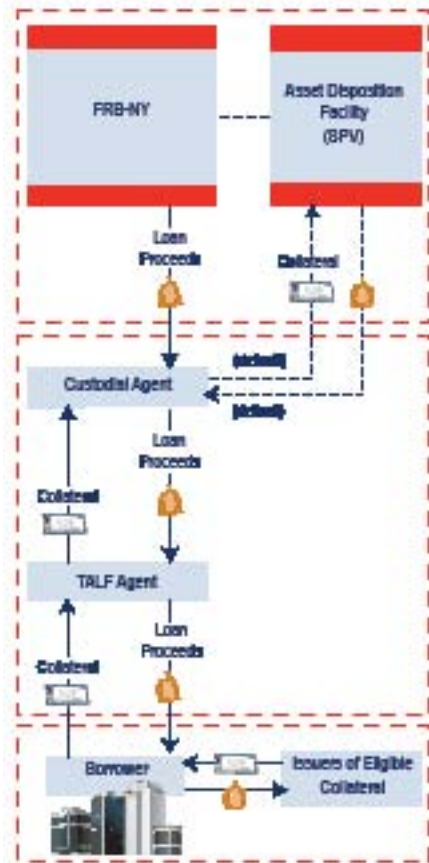 FRB-NY
Asset Disposition
Facility
(SPV)
Loan
Proceeds
Collateral
Custodial Agent
(default)
(default)
Loan
Proceeds
Collateral
TALF Agent
Loan
Proceeds
Collateral
Borrower
Issuers of Eligible
Collateral